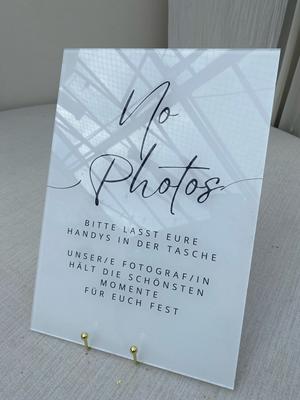 No
Photos
BITTE LASST EURE
HANDYS IN DER TASCHE
UNSER/E FOTOGRAF/IN
HÄLT DIE SCHÖNSTEN
MOMENTE
FÜR EUCH FEST